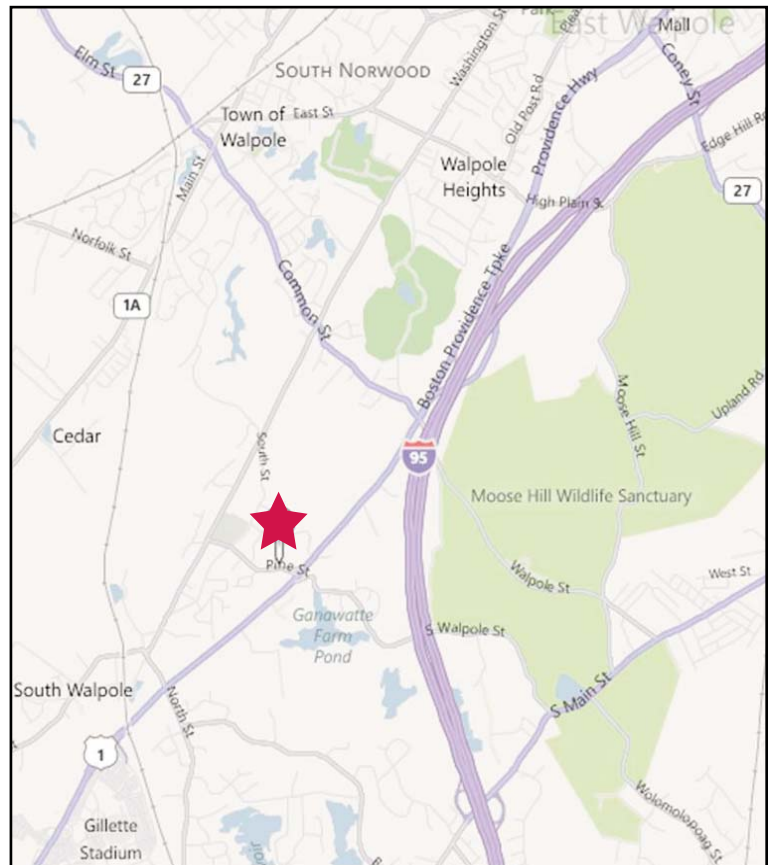 East Walpole
Mall
Elm St
27
SOUTH NORWOOD
Washington St
Coney St
Providence Hwy
Old Post Rd
Town of
Walpole
East St
Edge Hill Rd
Main St
Walpole
Heights
High Plain S
27
Norfolk St
Boston Providence Tpke
Common St
1A
Moose Hill St
Upland Rd
Cedar
South St
95
Moose Hill Wildlife Sanctuary
Pine St
Walpole St
West St
Ganawatte
Farm
Pond
S Walpole St
South Walpole
North St
S Main St
1
Wolomolopoag St
Gillette
Stadium